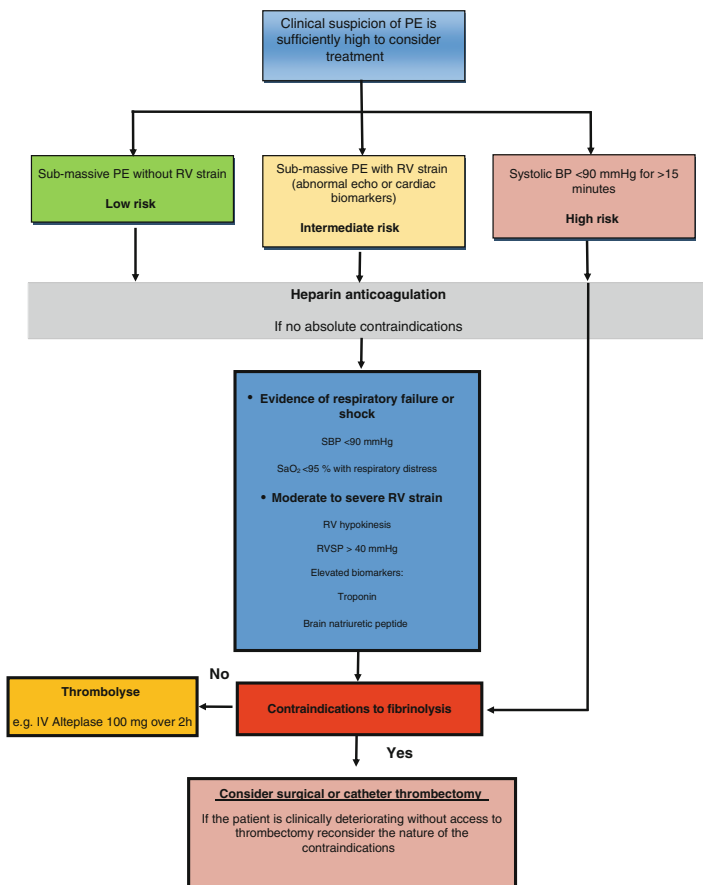 Clinical suspicion of PE is
sufficiently high to consider
treatment
Sub-massive PE without RV strain
Low risk
Sub-massive PE with RV strain
(abnormal echo or cardiac
biomarkers)
Intermediate risk
Systolic BP <90 mmHg for >15
minutes
High risk
Heparin anticoagulation
If no absolute contraindications
• Evidence of respiratory failure or
shock
SBP <90 mmHg
SaO₂ <95 % with respiratory distress
• Moderate to severe RV strain
RV hypokinesis
RVSP > 40 mmHg
Elevated biomarkers:
Troponin
Brain natriuretic peptide
No
Thrombolyse
e.g. IV Alteplase 100 mg over 2h
Contraindications to fibrinolysis
Yes
Consider surgical or catheter thrombectomy
If the patient is clinically deteriorating without access to
thrombectomy reconsider the nature of the
contraindications